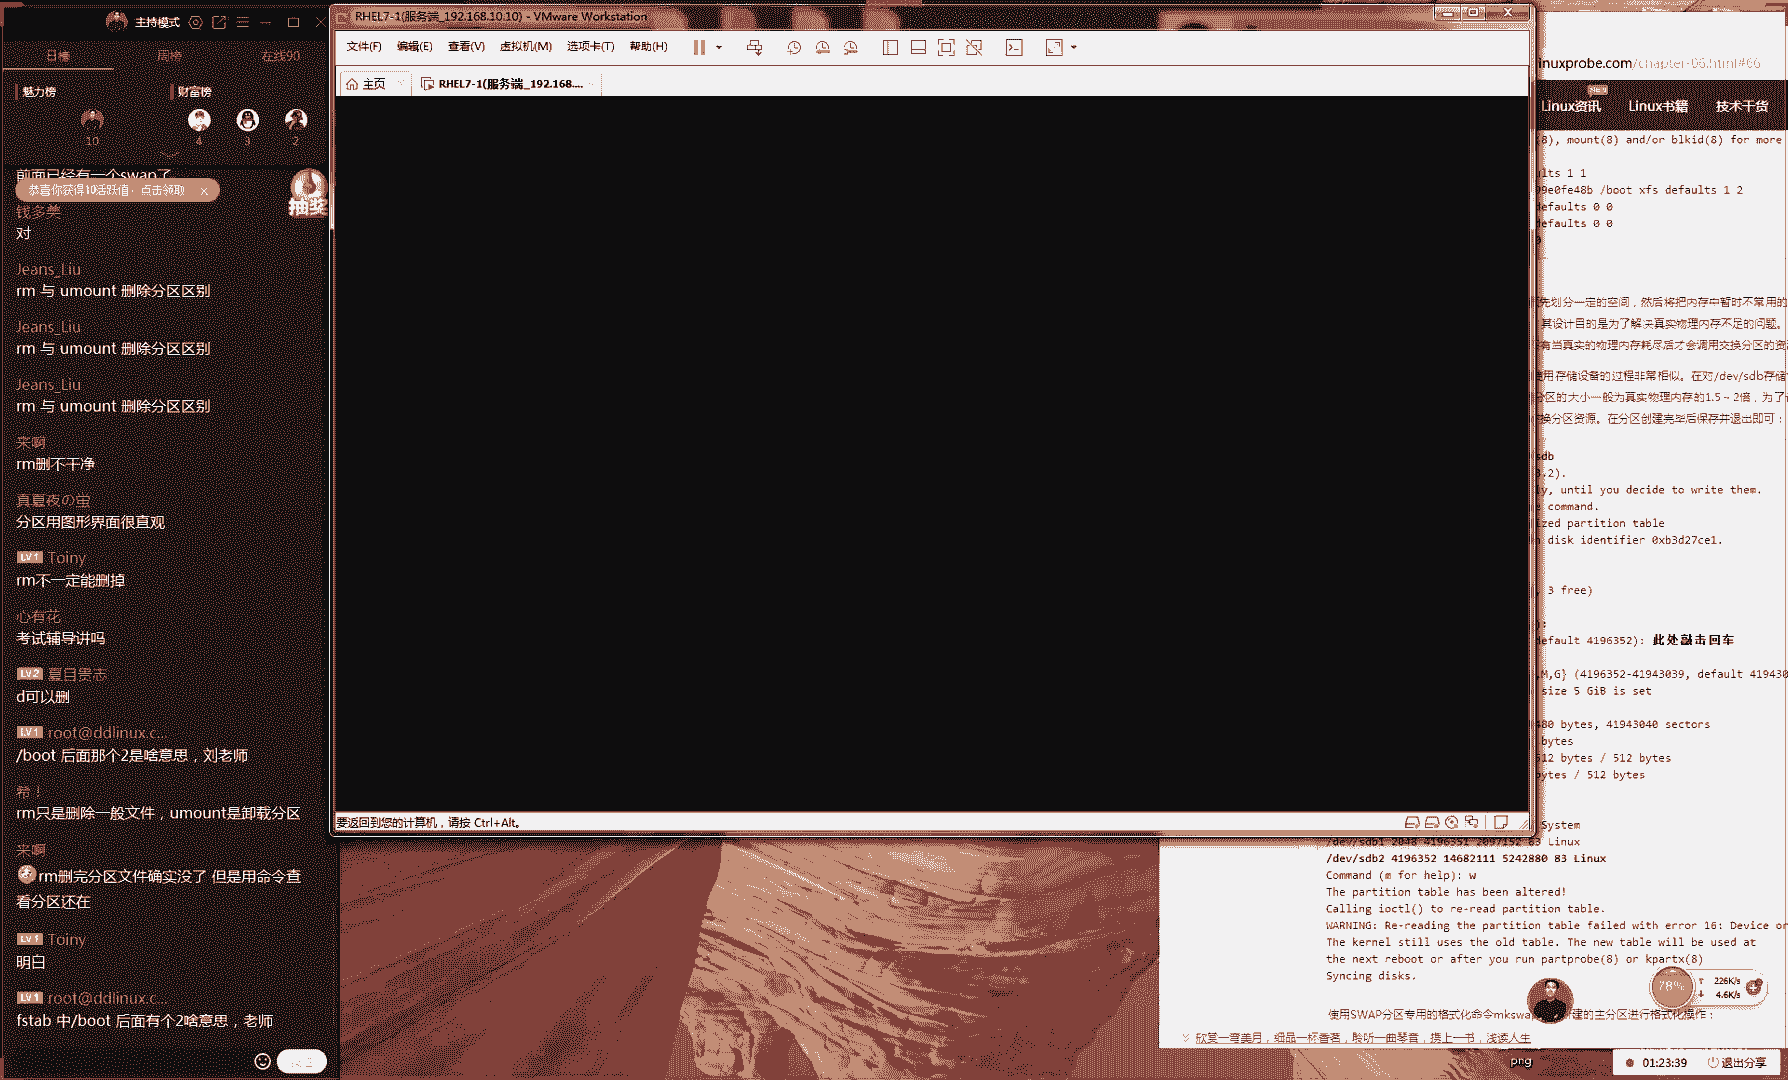 主持模式
日榜
周榜
在线90
魅力榜
财富榜
10
4
3
2
前面已经有一个swap了
恭喜你获得10活跃值·点击领取
抽奖
钱多美
对
Jeans_Liu
rm 与 umount 删除分区区别
Jeans_Liu
rm 与 umount 删除分区区别
Jeans_Liu
rm 与 umount 删除分区区别
来啊
rm删不干净
真夏夜の蛍
分区用图形界面很直观
LV1 Toiny
rm不一定能删掉
心有花
考试辅导讲吗
LV2 夏目贵志
d可以删
LV1 root@ddlinux.c...
/boot 后面那个2是啥意思，刘老师
希！
rm只是删除一般文件，umount是卸载分区
来啊
rm删完分区文件确实没了 但是用命令查
看分区还在
LV1 Toiny
明白
LV1 root@ddlinux.c...
fstab 中/boot 后面有个2啥意思，老师
RHEL7-1(服务端_192.168.10.10) - VMware Workstation
文件(F) 编辑(E) 查看(V) 虚拟机(M) 选项卡(T) 帮助(H)
主页
RHEL7-1(服务端_192.168....
要返回到您的计算机，请按 Ctrl+Alt。
inuxprobe.com/chapter-06.html#66
NEW
Linux资讯 Linux书籍 技术干货
8), mount(8) and/or blkid(8) for more
ults 1 1
99e0fe48b /boot xfs defaults 1 2
defaults 0 0
defaults 0 0
先划分一定的空间，然后将把内存中暂时不常用的
其设计目的是为了解决真实物理内存不足的问题。
有当真实的物理内存耗尽后才会调用交换分区的资
用存储设备的过程非常相似。在对/dev/sdb存储
分区的大小一般为真实物理内存的1.5～2倍，为了
换分区资源。在分区创建完毕后保存并退出即可：
sdb
.2).
ly, until you decide to write them.
command.
ized partition table
disk identifier 0xb3d27ce1.
, 3 free)
default 4196352): 此处敲击回车
,M,G} (4196352-41943039, default 419430
size 5 GiB is set
480 bytes, 41943040 sectors
bytes
512 bytes / 512 bytes
bytes / 512 bytes
System
/dev/sdb1 2048 4196351 2097152 83 Linux
/dev/sdb2 4196352 14682111 5242880 83 Linux
Command (m for help): w
The partition table has been altered!
Calling ioctl() to re-read partition table.
WARNING: Re-reading the partition table failed with error 16: Device or
The kernel still uses the old table. The new table will be used at
the next reboot or after you run partprobe(8) or kpartx(8)
Syncing disks.
78%
226K/s
4.6K/s
使用SWAP分区专用的格式化命令mkswap
建的主分区进行格式化操作：
欣赏一弯美月，细品一杯香茗，聆听一曲琴音，携上一书，浅读人生
png
01:23:39
退出分享